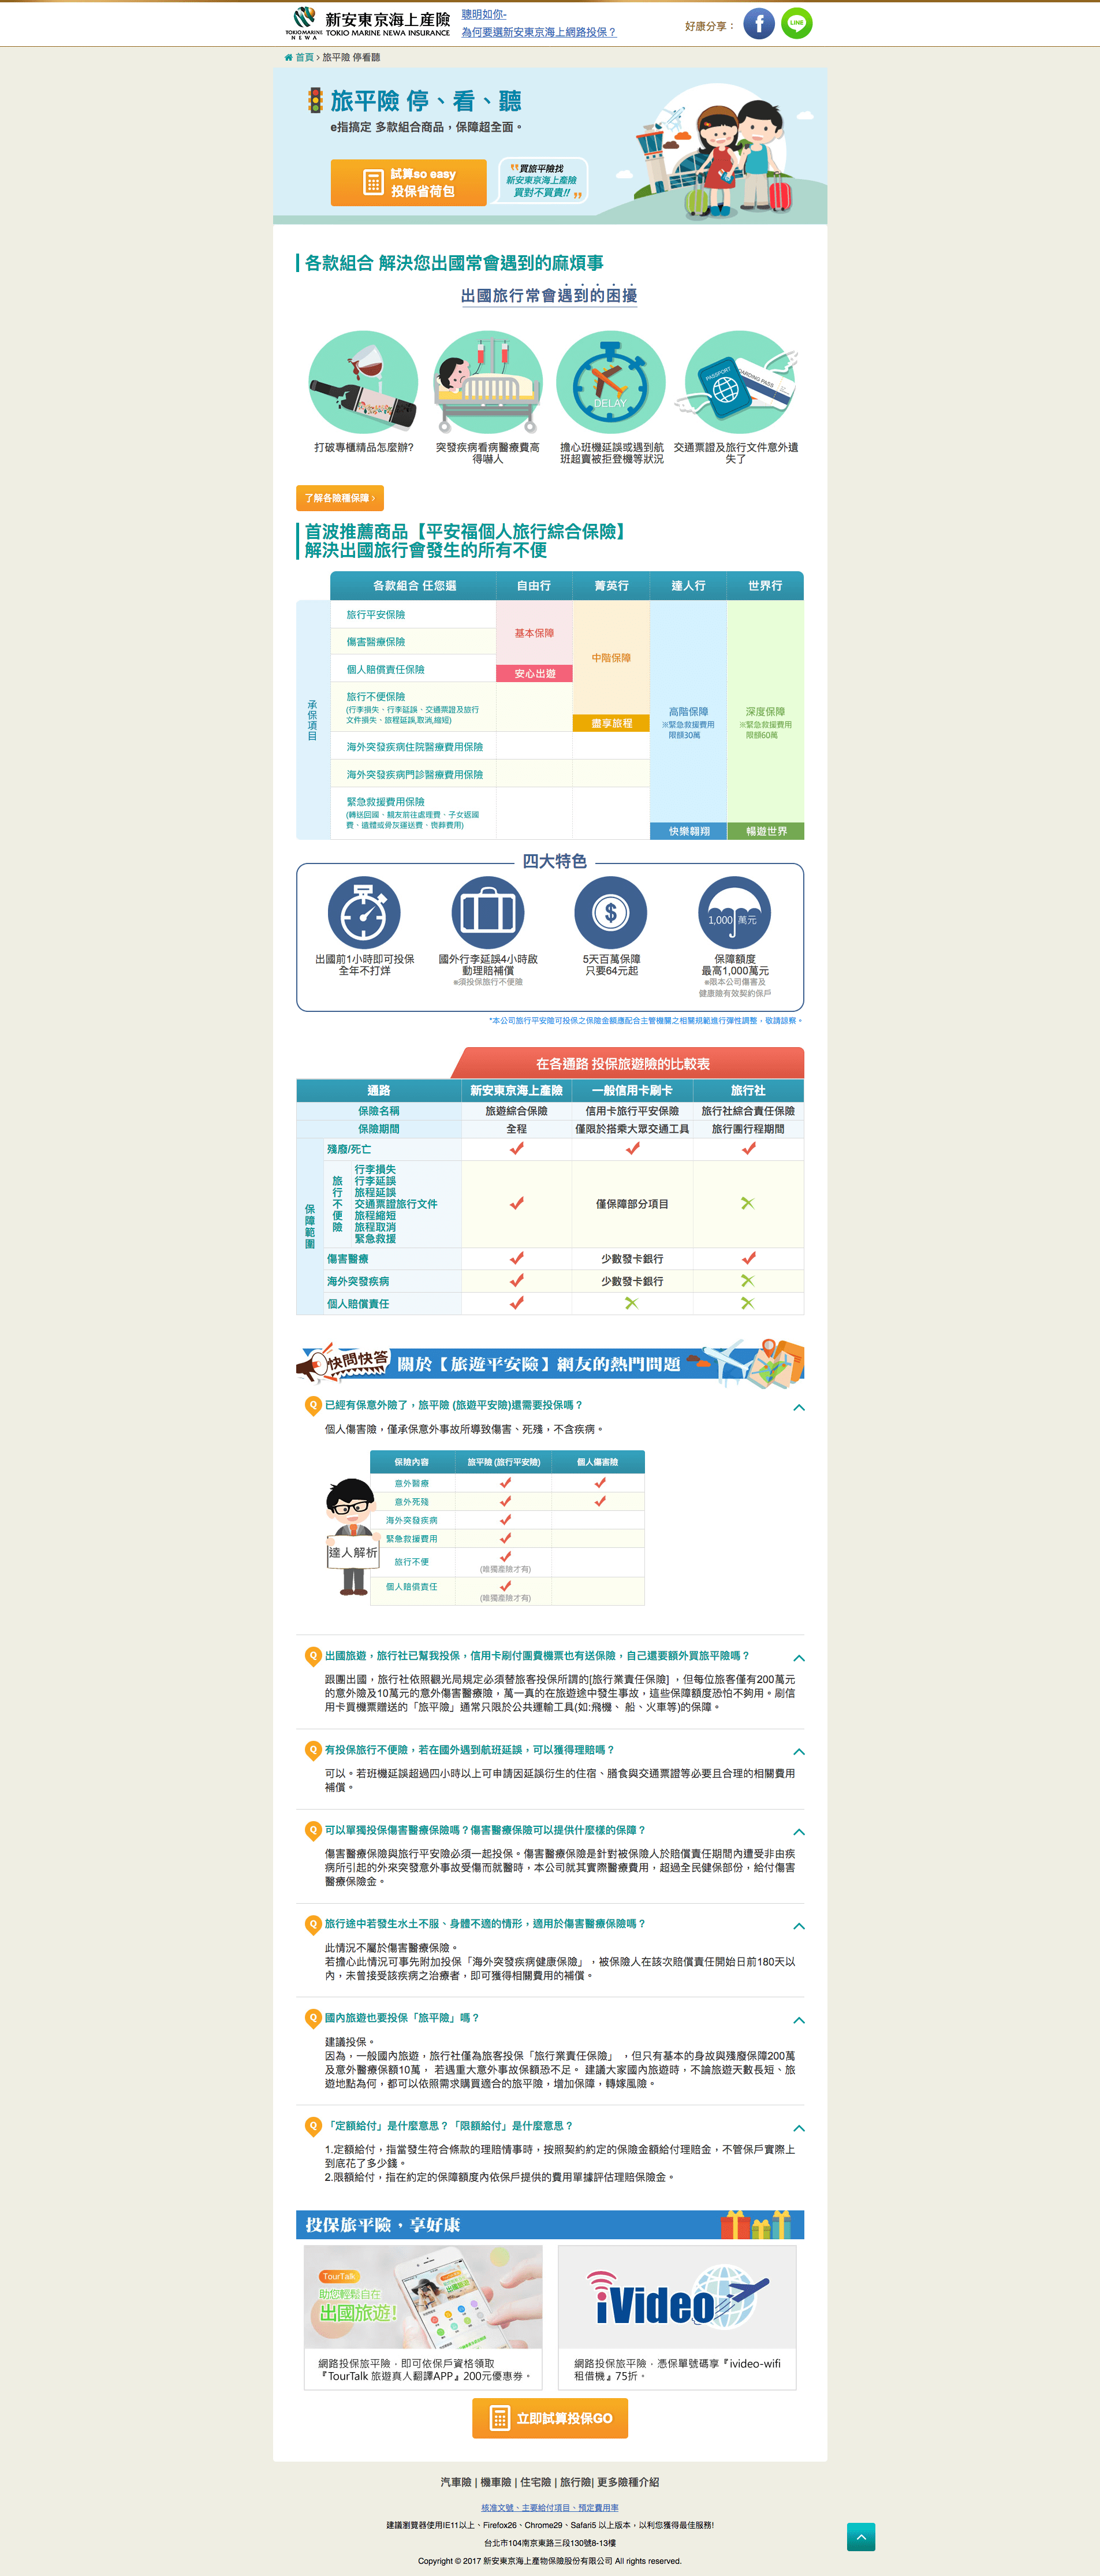 TOKIOMARINE
NEWA
新安東京海上產險
TOKIO MARINE NEWA INSURANCE
聰明如你-
為何要選新安東京海上網路投保？
好康分享：
f
LINE
首頁 > 旅平險 停看聽
旅平險 停、看、聽
e指搞定 多款組合商品，保障超全面。
試算so easy
投保省荷包
"買旅平險找
新安東京海上產險
買對不買貴!!"
各款組合 解決您出國常會遇到的麻煩事
出國旅行常會遇到的困擾
DELAY
PASSPORT
OARDING PASS
打破專櫃精品怎麼辦?
突發疾病看病醫療費高
得嚇人
擔心班機延誤或遇到航
班超賣被拒登機等狀況
交通票證及旅行文件意外遺
失了
了解各險種保障 >
首波推薦商品【平安福個人旅行綜合保險】
解決出國旅行會發生的所有不便
各款組合 任您選
自由行
菁英行
達人行
世界行
承保項目
旅行平安保險
傷害醫療保險
個人賠償責任保險
旅行不便保險
(行李損失、行李延誤、交通票證及旅行
文件損失、旅程延誤,取消,縮短)
海外突發疾病住院醫療費用保險
海外突發疾病門診醫療費用保險
緊急救援費用保險
(轉送回國、親友前往處理費、子女返國
費、遺體或骨灰運送費、喪葬費用)
基本保障
安心出遊
中階保障
盡享旅程
高階保障
※緊急救援費用
限額30萬
快樂翱翔
深度保障
※緊急救援費用
限額60萬
暢遊世界
四大特色
1,000 萬元
出國前1小時即可投保
全年不打烊
國外行李延誤4小時啟
動理賠補償
※須投保旅行不便險
5天百萬保障
只要64元起
保障額度
最高1,000萬元
※限本公司傷害及
健康險有效契約保戶
*本公司旅行平安險可投保之保險金額應配合主管機關之相關規範進行彈性調整，敬請諒察。
在各通路 投保旅遊險的比較表
通路 新安東京海上產險 一般信用卡刷卡 旅行社
保險名稱 旅遊綜合保險 信用卡旅行平安保險 旅行社綜合責任保險
保險期間 全程 僅限於搭乘大眾交通工具 旅行團行程期間
保障範圍
殘廢/死亡
旅行不便險
行李損失
行李延誤
旅程延誤
交通票證旅行文件
旅程縮短
旅程取消
緊急救援
僅保障部分項目
傷害醫療 少數發卡銀行
海外突發疾病 少數發卡銀行
個人賠償責任
快問快答 關於【旅遊平安險】網友的熱門問題
Q 已經有保意外險了，旅平險 (旅遊平安險)還需要投保嗎？
個人傷害險，僅承保意外事故所導致傷害、死殘，不含疾病。
達人解析
保險內容 旅平險 (旅行平安險) 個人傷害險
意外醫療
意外死殘
海外突發疾病
緊急救援費用
旅行不便
(唯獨產險才有)
個人賠償責任
(唯獨產險才有)
Q 出國旅遊，旅行社已幫我投保，信用卡刷付團費機票也有送保險，自己還要額外買旅平險嗎？
跟團出國，旅行社依照觀光局規定必須替旅客投保所謂的[旅行業責任保險] ，但每位旅客僅有200萬元
的意外險及10萬元的意外傷害醫療險，萬一真的在旅遊途中發生事故，這些保障額度恐怕不夠用。刷信
用卡買機票贈送的「旅平險」通常只限於公共運輸工具(如:飛機、 船、火車等)的保障。
Q 有投保旅行不便險，若在國外遇到航班延誤，可以獲得理賠嗎？
可以。若班機延誤超過四小時以上可申請因延誤衍生的住宿、膳食與交通票證等必要且合理的相關費用
補償。
Q 可以單獨投保傷害醫療保險嗎？傷害醫療保險可以提供什麼樣的保障？
傷害醫療保險與旅行平安險必須一起投保。傷害醫療保險是針對被保險人於賠償責任期間內遭受非由疾
病所引起的外來突發意外事故受傷而就醫時，本公司就其實際醫療費用，超過全民健保部份，給付傷害
醫療保險金。
Q 旅行途中若發生水土不服、身體不適的情形，適用於傷害醫療保險嗎？
此情況不屬於傷害醫療保險。
若擔心此情況可事先附加投保「海外突發疾病健康保險」，被保險人在該次賠償責任開始日前180天以
內，未曾接受該疾病之治療者，即可獲得相關費用的補償。
Q 國內旅遊也要投保「旅平險」嗎？
建議投保。
因為，一般國內旅遊，旅行社僅為旅客投保「旅行業責任保險」 ，但只有基本的身故與殘廢保障200萬
及意外醫療保額10萬， 若遇重大意外事故保額恐不足。 建議大家國內旅遊時，不論旅遊天數長短、旅
遊地點為何，都可以依照需求購買適合的旅平險，增加保障，轉嫁風險。
Q 「定額給付」是什麼意思？「限額給付」是什麼意思？
1.定額給付，指當發生符合條款的理賠情事時，按照契約約定的保險金額給付理賠金，不管保戶實際上
到底花了多少錢。
2.限額給付，指在約定的保障額度內依保戶提供的費用單據評估理賠保險金。
投保旅平險，享好康
TourTalk
助您輕鬆自在
出國旅遊!
網路投保旅平險，即可依保戶資格領取
『TourTalk 旅遊真人翻譯APP』200元優惠券。
iVideo
網路投保旅平險，憑保單號碼享『ivideo-wifi
租借機』75折。
立即試算投保GO
汽車險 | 機車險 | 住宅險 | 旅行險| 更多險種介紹
核准文號、主要給付項目、預定費用率
建議瀏覽器使用IE11以上、Firefox26、Chrome29、Safari5 以上版本，以利您獲得最佳服務!
台北市104南京東路三段130號8-13樓
Copyright © 2017 新安東京海上產物保險股份有限公司 All rights reserved.